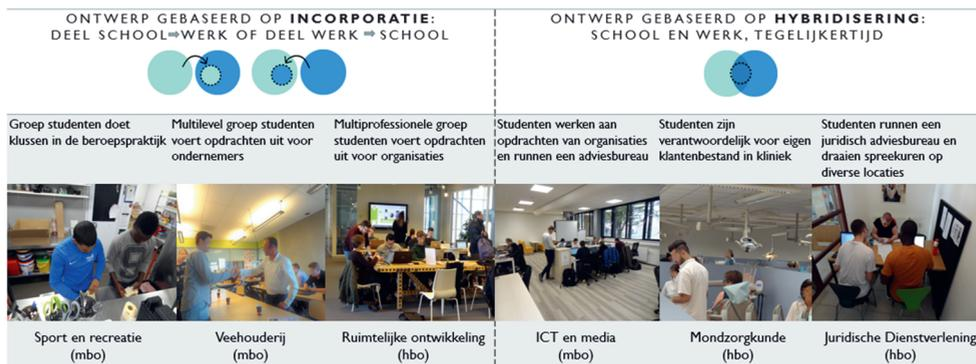 ONTWERP GEBASEERD OP INCORPORATIE:
DEEL SCHOOL➡WERK OF DEEL WERK ➡ SCHOOL
ONTWERP GEBASEERD OP HYBRIDISERING:
SCHOOL EN WERK, TEGELIJKERTIJD
Groep studenten doet
klussen in de beroepspraktijk
Multilevel groep studenten
voert opdrachten uit voor
ondernemers
Multiprofessionele groep
studenten voert opdrachten
uit voor organisaties
Studenten werken aan
opdrachten van organisaties
en runnen een adviesbureau
Studenten zijn
verantwoordelijk voor eigen
klantenbestand in kliniek
Studenten runnen een
juridisch adviesbureau en
draaien spreekuren op
diverse locaties
Sport en recreatie
(mbo)
Veehouderij
(mbo)
Ruimtelijke ontwikkeling
(hbo)
ICT en media
(mbo)
Mondzorgkunde
(hbo)
Juridische Dienstverlening
(hbo)